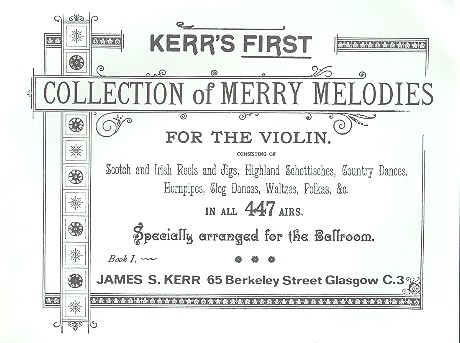 KERR'S FIRST
COLLECTION of MERRY MELODIES
FOR THE VIOLIN.
CONSISTING OF
Scotch and Irish Reels and Jigs, Highland Schottisches, Country Dances,
Hornpipes, Clog Dances, Waltzes, Polkas, &c.
IN ALL 447 AIRS.
Specially arranged for the Ballroom.
Book 1.
JAMES S. KERR 65 Berkeley Street Glasgow C.3